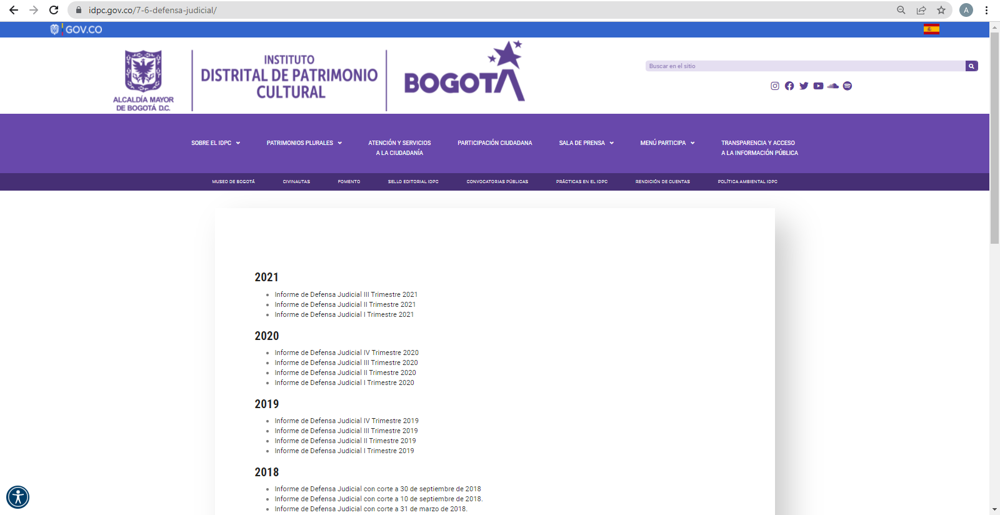 idpc.gov.co/7-6-defensa-judicial/
A
GOV.CO
INSTITUTO
DISTRITAL DE PATRIMONIO
CULTURAL
ALCALDÍA MAYOR
DE BOGOTÁ D.C.
BOGOTÁ
Buscar en el sitio
SOBRE EL IDPC
PATRIMONIOS PLURALES
ATENCIÓN Y SERVICIOS
A LA CIUDADANÍA
PARTICIPACIÓN CIUDADANA
SALA DE PRENSA
MENÚ PARTICIPA
TRANSPARENCIA Y ACCESO
A LA INFORMACIÓN PÚBLICA
MUSEO DE BOGOTÁ
CIVINAUTAS
FOMENTO
SELLO EDITORIAL IDPC
CONVOCATORIAS PÚBLICAS
PRÁCTICAS EN EL IDPC
RENDICIÓN DE CUENTAS
POLÍTICA AMBIENTAL IDPC
2021
Informe de Defensa Judicial III Trimestre 2021
Informe de Defensa Judicial II Trimestre 2021
Informe de Defensa Judicial I Trimestre 2021
2020
Informe de Defensa Judicial IV Trimestre 2020
Informe de Defensa Judicial III Trimestre 2020
Informe de Defensa Judicial II Trimestre 2020
Informe de Defensa Judicial I Trimestre 2020
2019
Informe de Defensa Judicial IV Trimestre 2019
Informe de Defensa Judicial III Trimestre 2019
Informe de Defensa Judicial II Trimestre 2019
Informe de Defensa Judicial I Trimestre 2019
2018
Informe de Defensa Judicial con corte a 30 de septiembre de 2018
Informe de Defensa Judicial con corte a 10 de septiembre de 2018.
Informe de Defensa Judicial con corte a 31 de marzo de 2018.